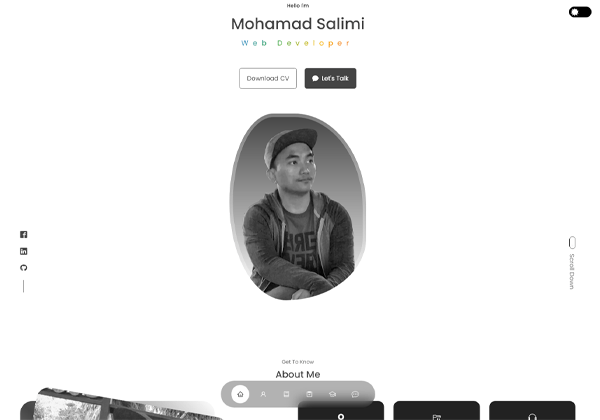 Hello I'm
Mohamad Salimi
Web Developer
Download CV
Let's Talk
Scroll Down
Get To Know
About Me